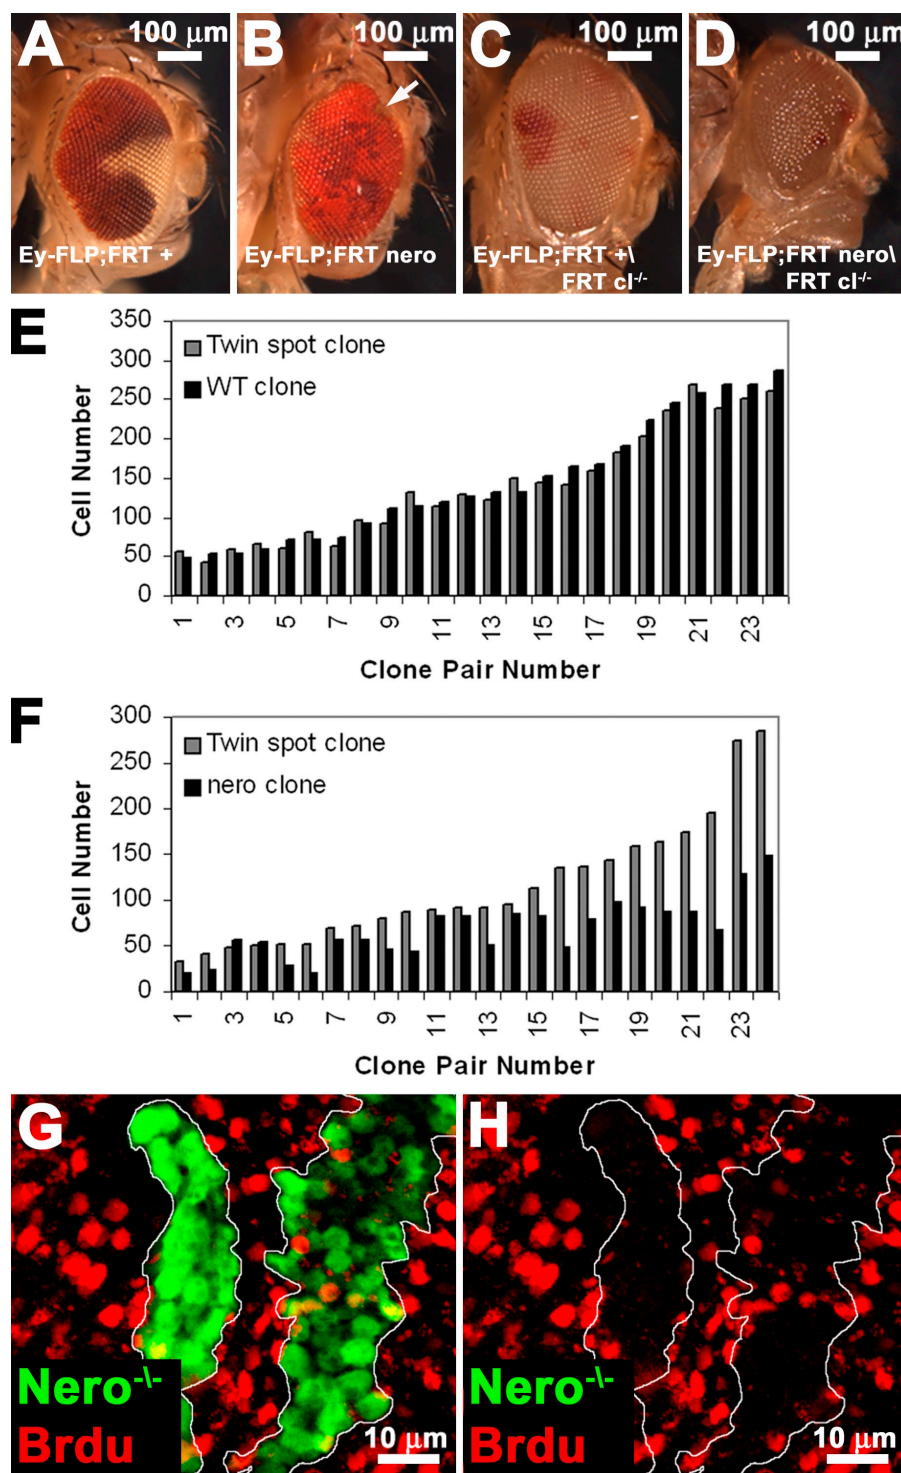 A
100 µm
Ey-FLP;FRT +
B
100 µm
Ey-FLP;FRT nero
C
100 µm
Ey-FLP;FRT +\
FRT cl-/-
D
100 µm
Ey-FLP;FRT nero\
FRT cl-/-
E
350
300
250
200
150
100
50
0
Cell Number
Twin spot clone
WT clone
1 3 5 7 9 11 13 15 17 19 21 23
Clone Pair Number
F
300
250
200
150
100
50
0
Cell Number
Twin spot clone
nero clone
1 3 5 7 9 11 13 15 17 19 21 23
Clone Pair Number
G
Nero-\-
Brdu
10 µm
H
Nero-\-
Brdu
10 µm